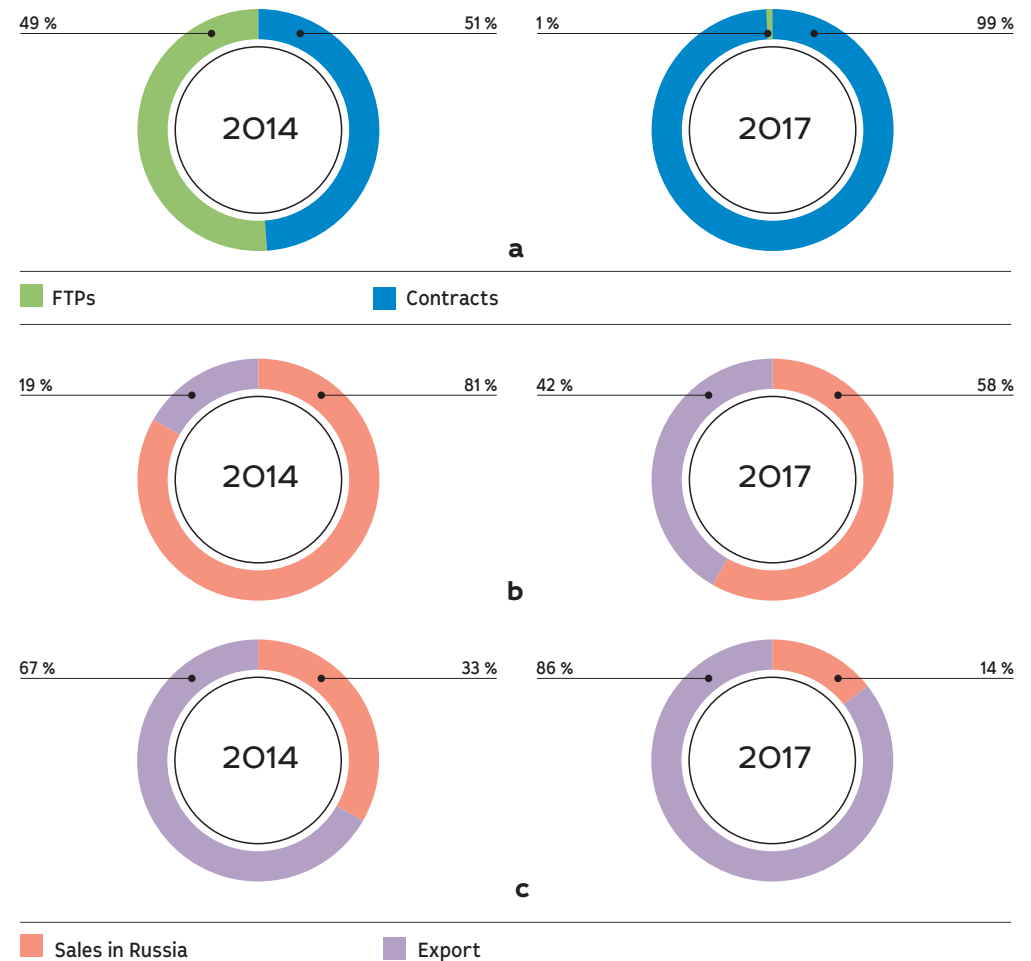 49 % 51 % 1 % 99 %
2014 2017
a
FTPs Contracts
19 % 81 % 42 % 58 %
2014 2017
b
67 % 33 % 86 % 14 %
2014 2017
c
Sales in Russia Export